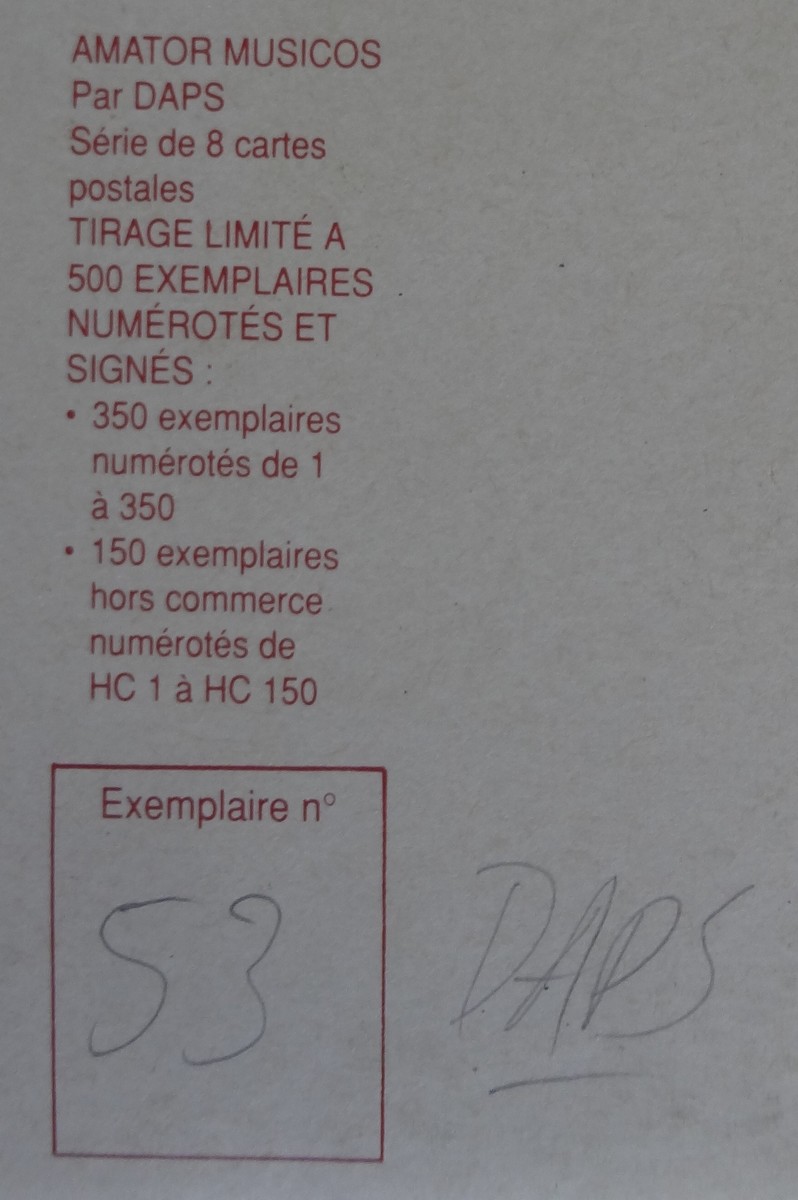 AMATOR MUSICOS
Par DAPS
Série de 8 cartes
postales
TIRAGE LIMITÉ A
500 EXEMPLAIRES
NUMÉROTÉS ET
SIGNÉS :
• 350 exemplaires
numérotés de 1
à 350
• 150 exemplaires
hors commerce
numérotés de
HC 1 à HC 150
Exemplaire n°
53
DAPS